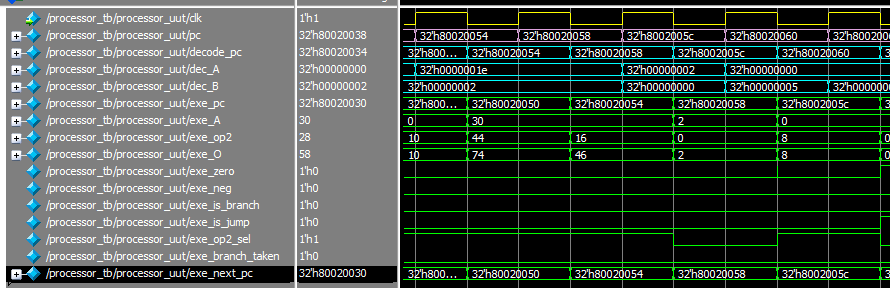 /processor_tb/processor_uut/clk 1'h1
/processor_tb/processor_uut/pc 32'h80020038 32'h80020054 32'h80020058 32'h8002005c 32'h80020060 32'h8002006
/processor_tb/processor_uut/decode_pc 32'h80020034 32'h800... 32'h80020054 32'h80020058 32'h8002005c 32'h80020060 32'h
/processor_tb/processor_uut/dec_A 32'h00000000 32'h0000001e 32'h00000002 32'h00000000
/processor_tb/processor_uut/dec_B 32'h00000002 32'h00000002 32'h00000000 32'h00000005 32'h0000000
/processor_tb/processor_uut/exe_pc 32'h80020030 32'h800... 32'h80020050 32'h80020054 32'h80020058 32'h8002005c 32'h
/processor_tb/processor_uut/exe_A 30 0 30 2 0
/processor_tb/processor_uut/exe_op2 28 10 44 16 0 8 0
/processor_tb/processor_uut/exe_O 58 10 74 46 2 8 0
/processor_tb/processor_uut/exe_zero 1'h0
/processor_tb/processor_uut/exe_neg 1'h0
/processor_tb/processor_uut/exe_is_branch 1'h0
/processor_tb/processor_uut/exe_is_jump 1'h0
/processor_tb/processor_uut/exe_op2_sel 1'h1
/processor_tb/processor_uut/exe_branch_taken 1'h0
/processor_tb/processor_uut/exe_next_pc 32'h80020030 32'h800... 32'h80020050 32'h80020054 32'h80020058 32'h8002005c 32'h